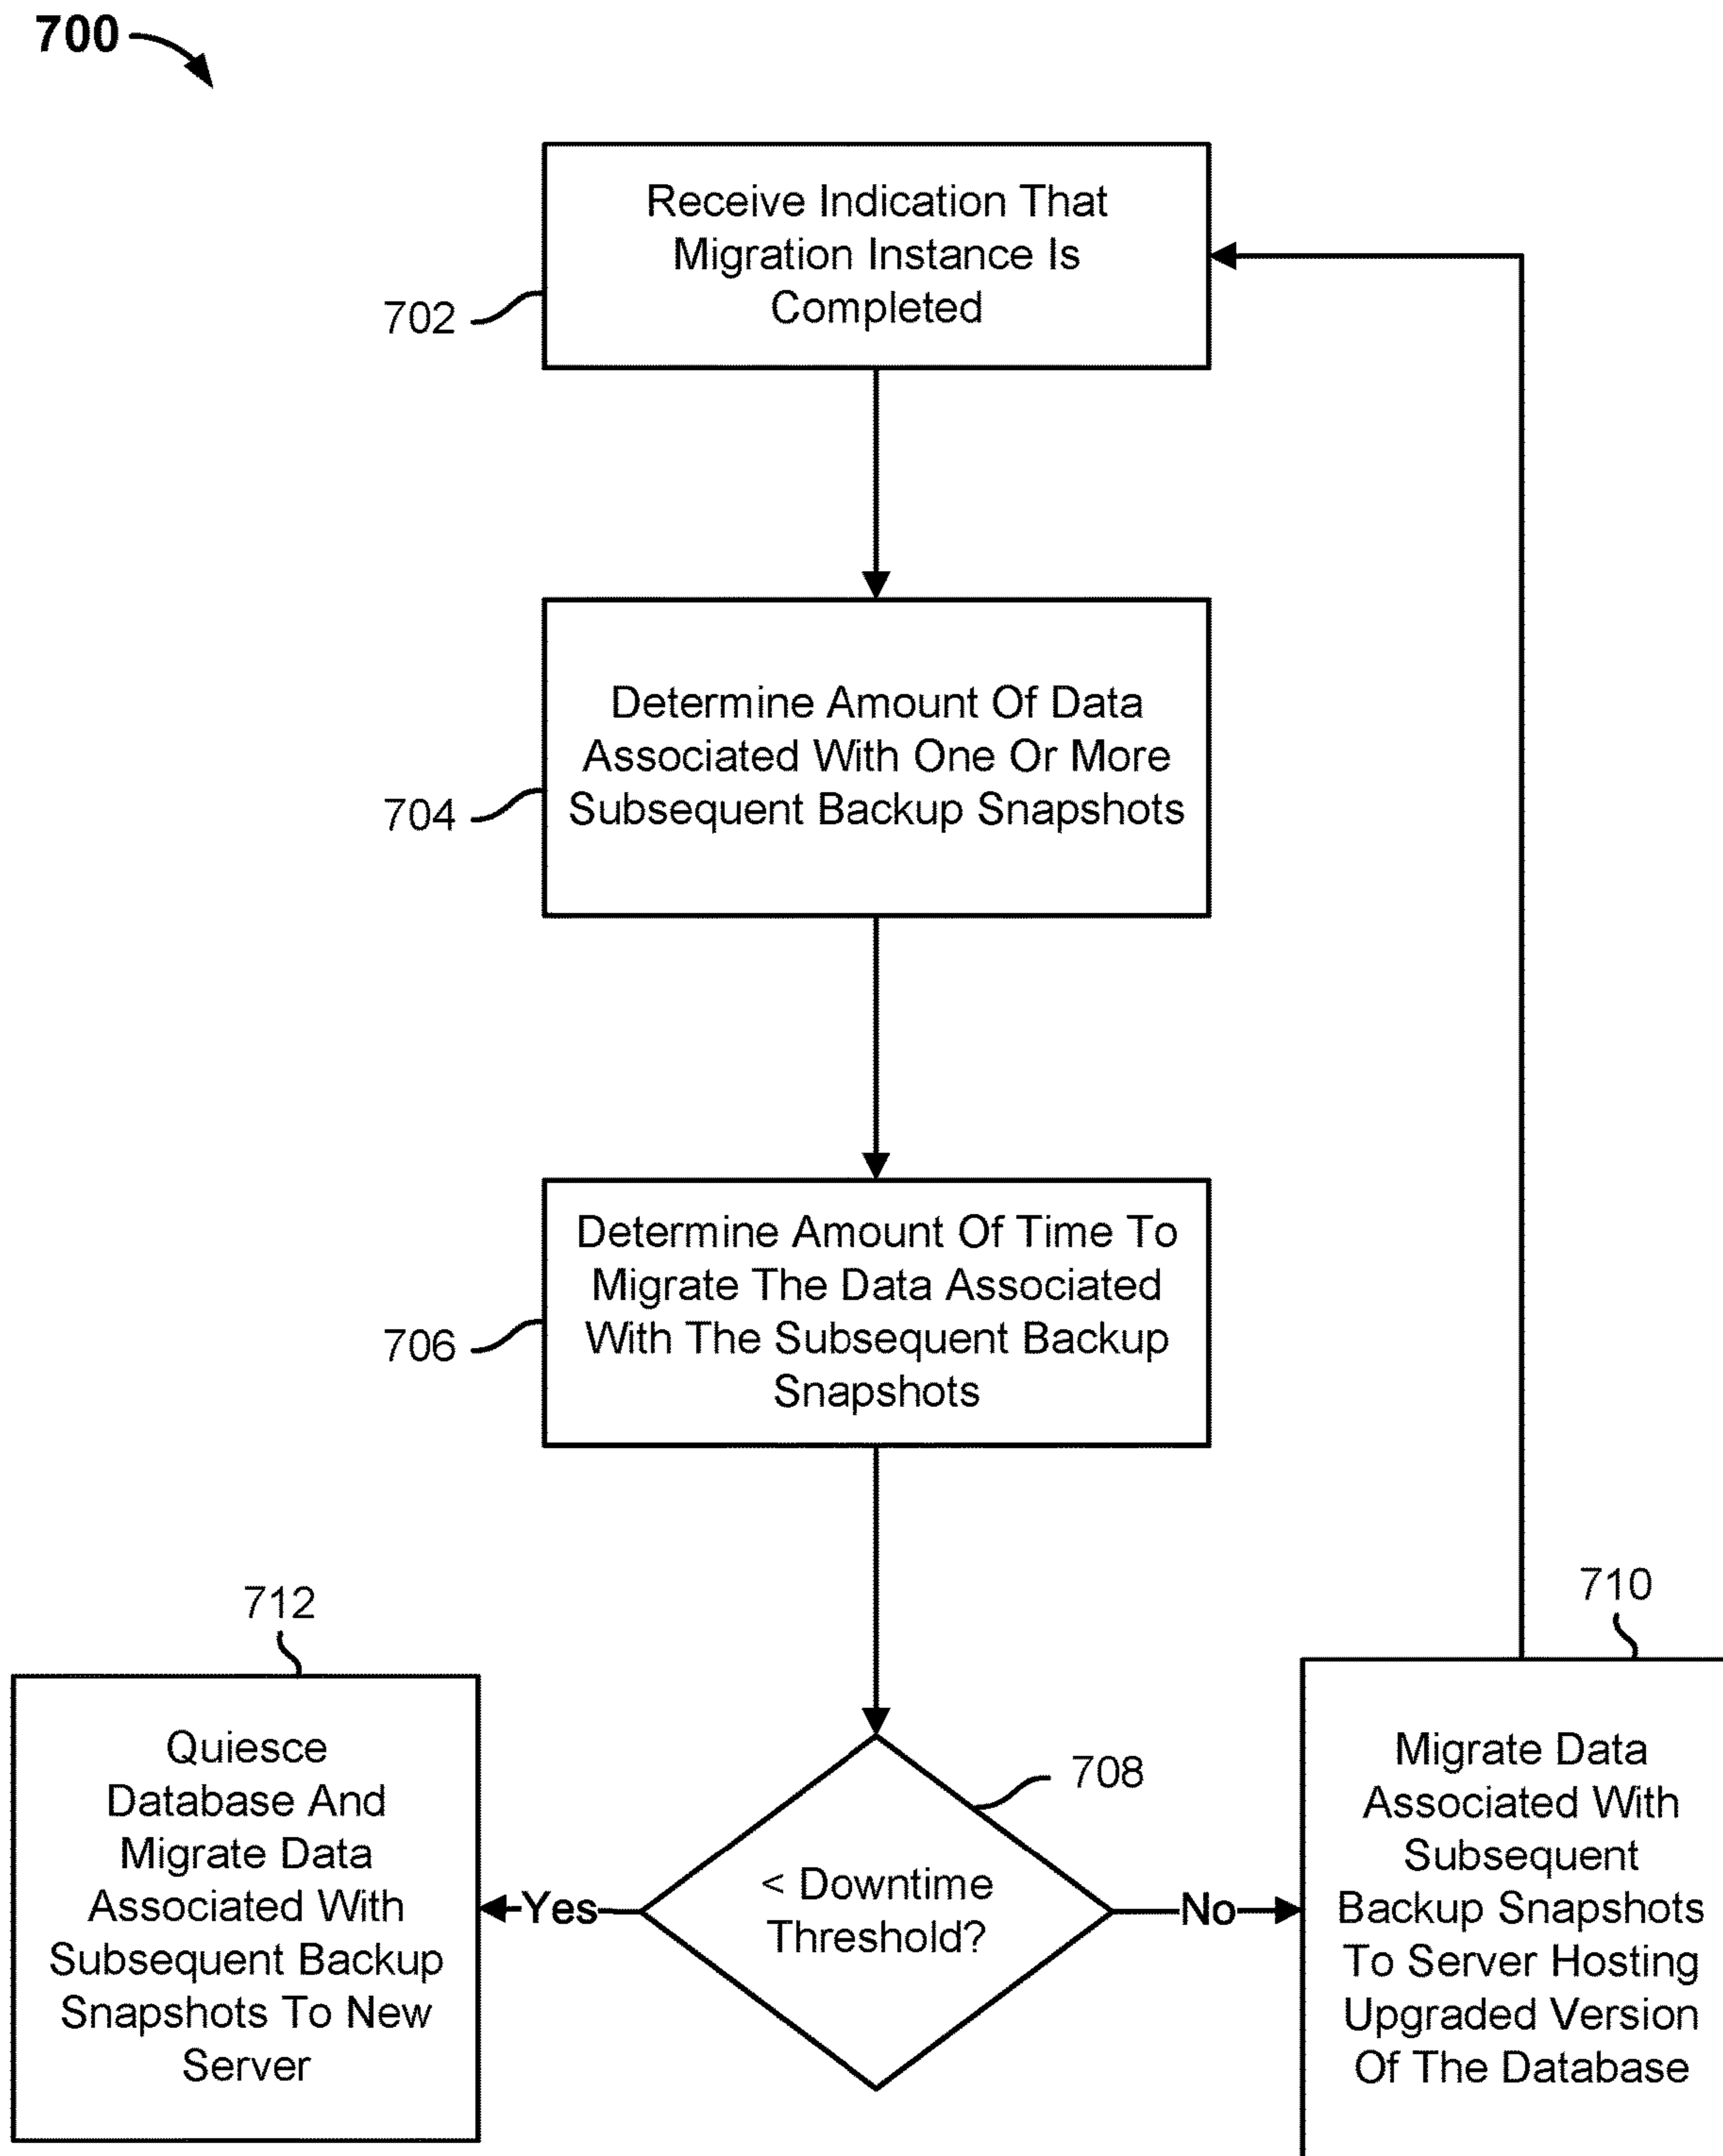 700
Receive Indication That
Migration Instance Is
Completed
702
Determine Amount Of Data
Associated With One Or More
Subsequent Backup Snapshots
704
Determine Amount Of Time To
Migrate The Data Associated
With The Subsequent Backup
Snapshots
706
712
710
708
Quiesce
Database And
Migrate Data
Associated With
Subsequent Backup
Snapshots To New
Server
Yes
< Downtime
Threshold?
No
Migrate Data
Associated With
Subsequent
Backup Snapshots
To Server Hosting
Upgraded Version
Of The Database